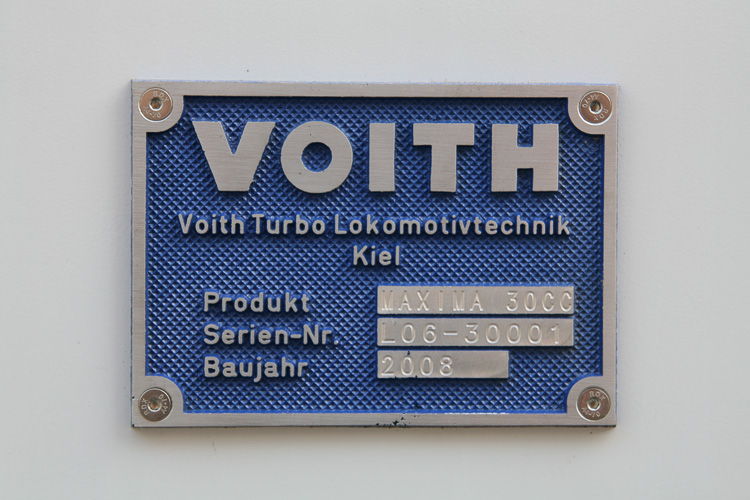 VOITH
Voith Turbo Lokomotivtechnik
Kiel
Produkt MAXIMA 30CC
Serien-Nr. L06-30001
Baujahr 2008